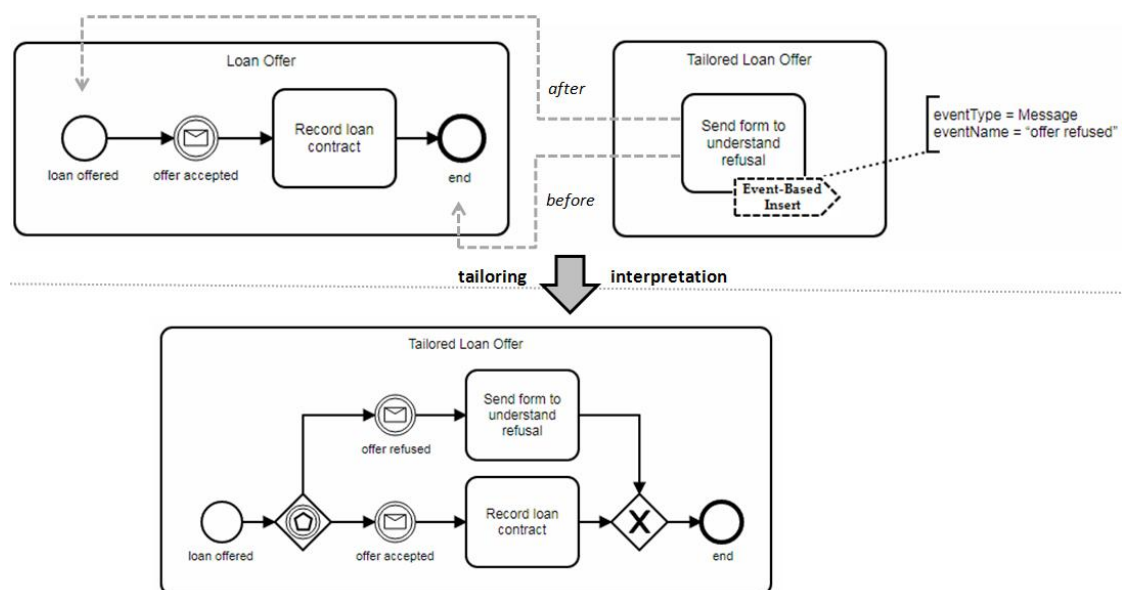 Loan Offer
loan offered
offer accepted
Record loan
contract
end
after
before
Tailored Loan Offer
Send form to
understand
refusal
Event-Based
Insert
eventType = Message
eventName = “offer refused”
tailoring
interpretation
Tailored Loan Offer
offer refused
Send form to
understand
refusal
loan offered
offer accepted
Record loan
contract
X
end